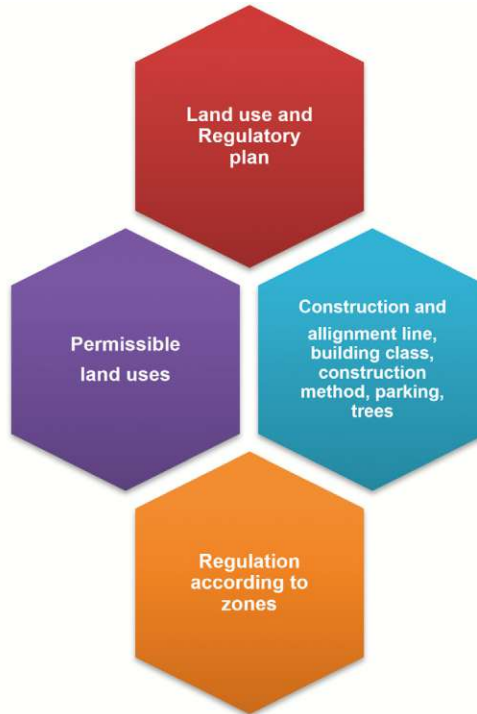 Land use and
Regulatory
plan
Permissible
land uses
Construction and
allignment line,
building class,
construction
method, parking,
trees
Regulation
according to
zones